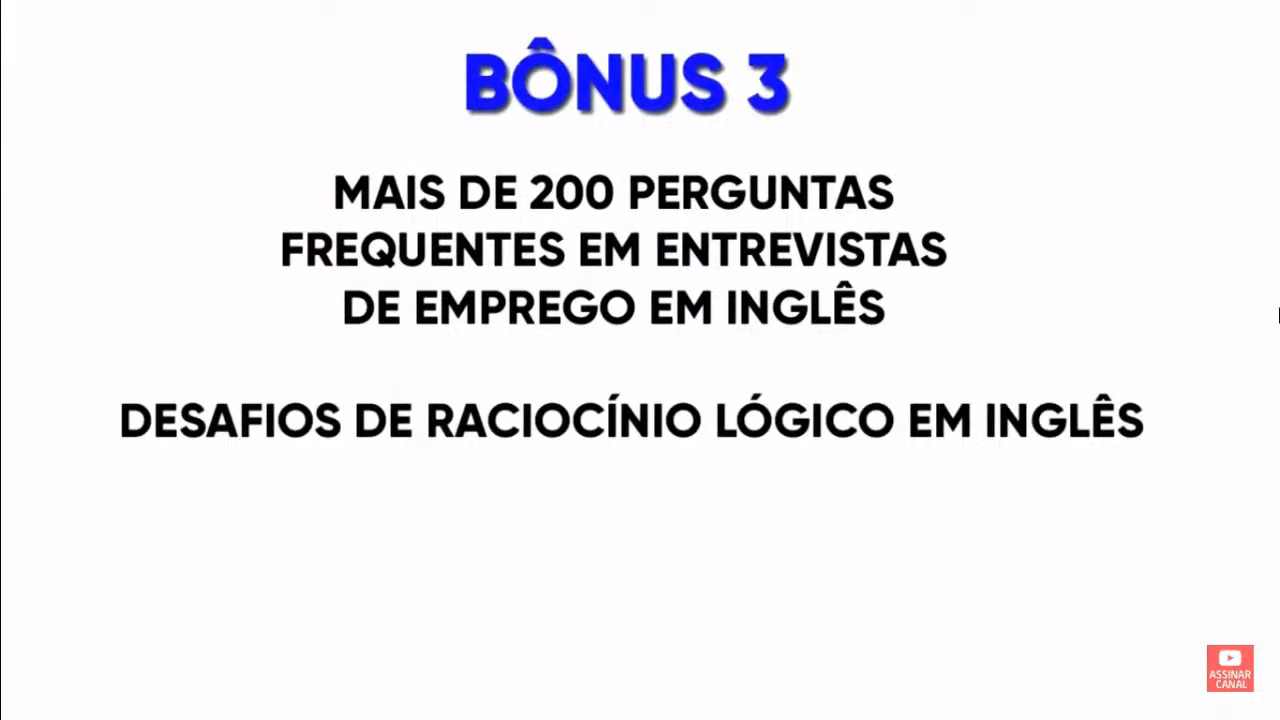 BÔNUS 3
MAIS DE 200 PERGUNTAS
FREQUENTES EM ENTREVISTAS
DE EMPREGO EM INGLÊS
DESAFIOS DE RACIOCÍNIO LÓGICO EM INGLÊS
ASSINAR
CANAL